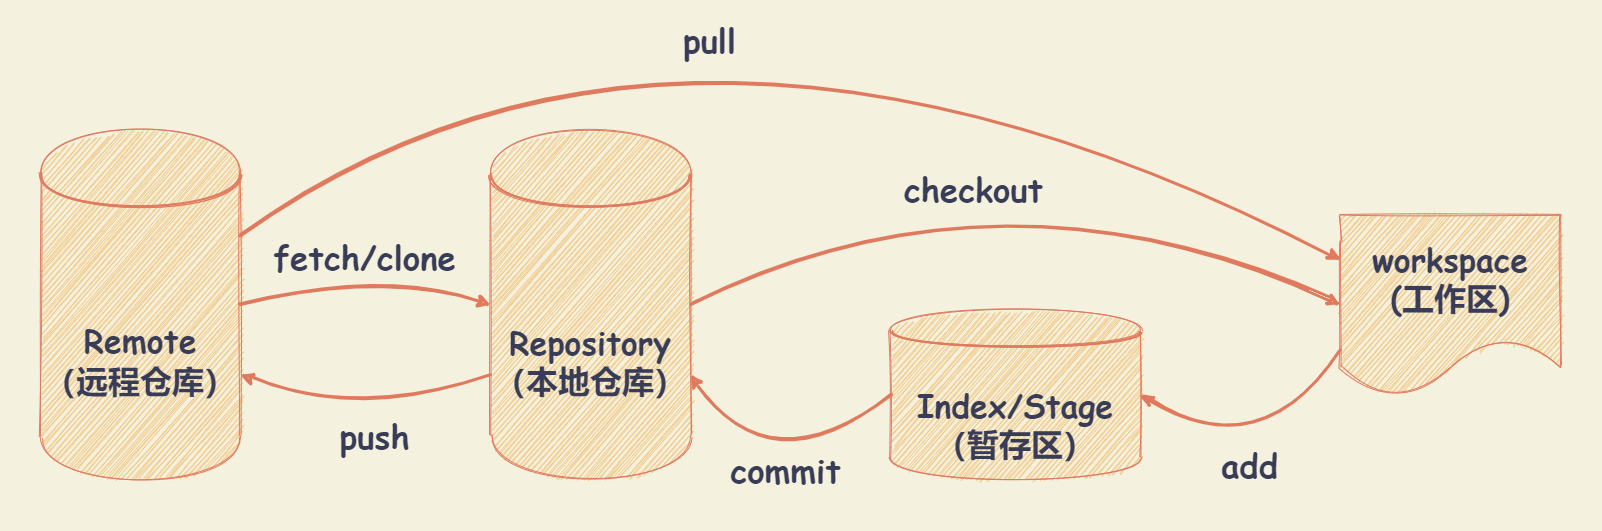 pull
checkout
fetch/clone
workspace
(工作区)
Remote
(远程仓库)
Repository
(本地仓库)
Index/Stage
(暂存区)
push
commit
add